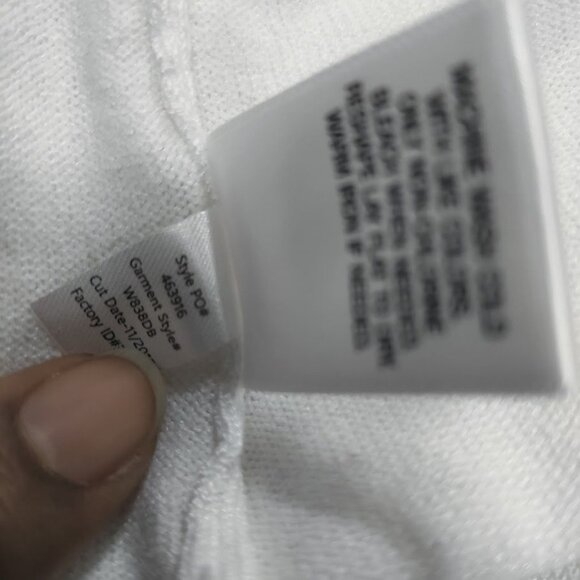 Style PO#
463916
Garment Style#
W838DB
Cut Date-11/20
Factory ID#
MACHINE WASH COLD
WITH LIKE COLORS.
ONLY NON-CHLORINE
BLEACH WHEN NEEDED.
RESHAPE LAY FLAT TO DRY.
WARM IRON IF NEEDED.